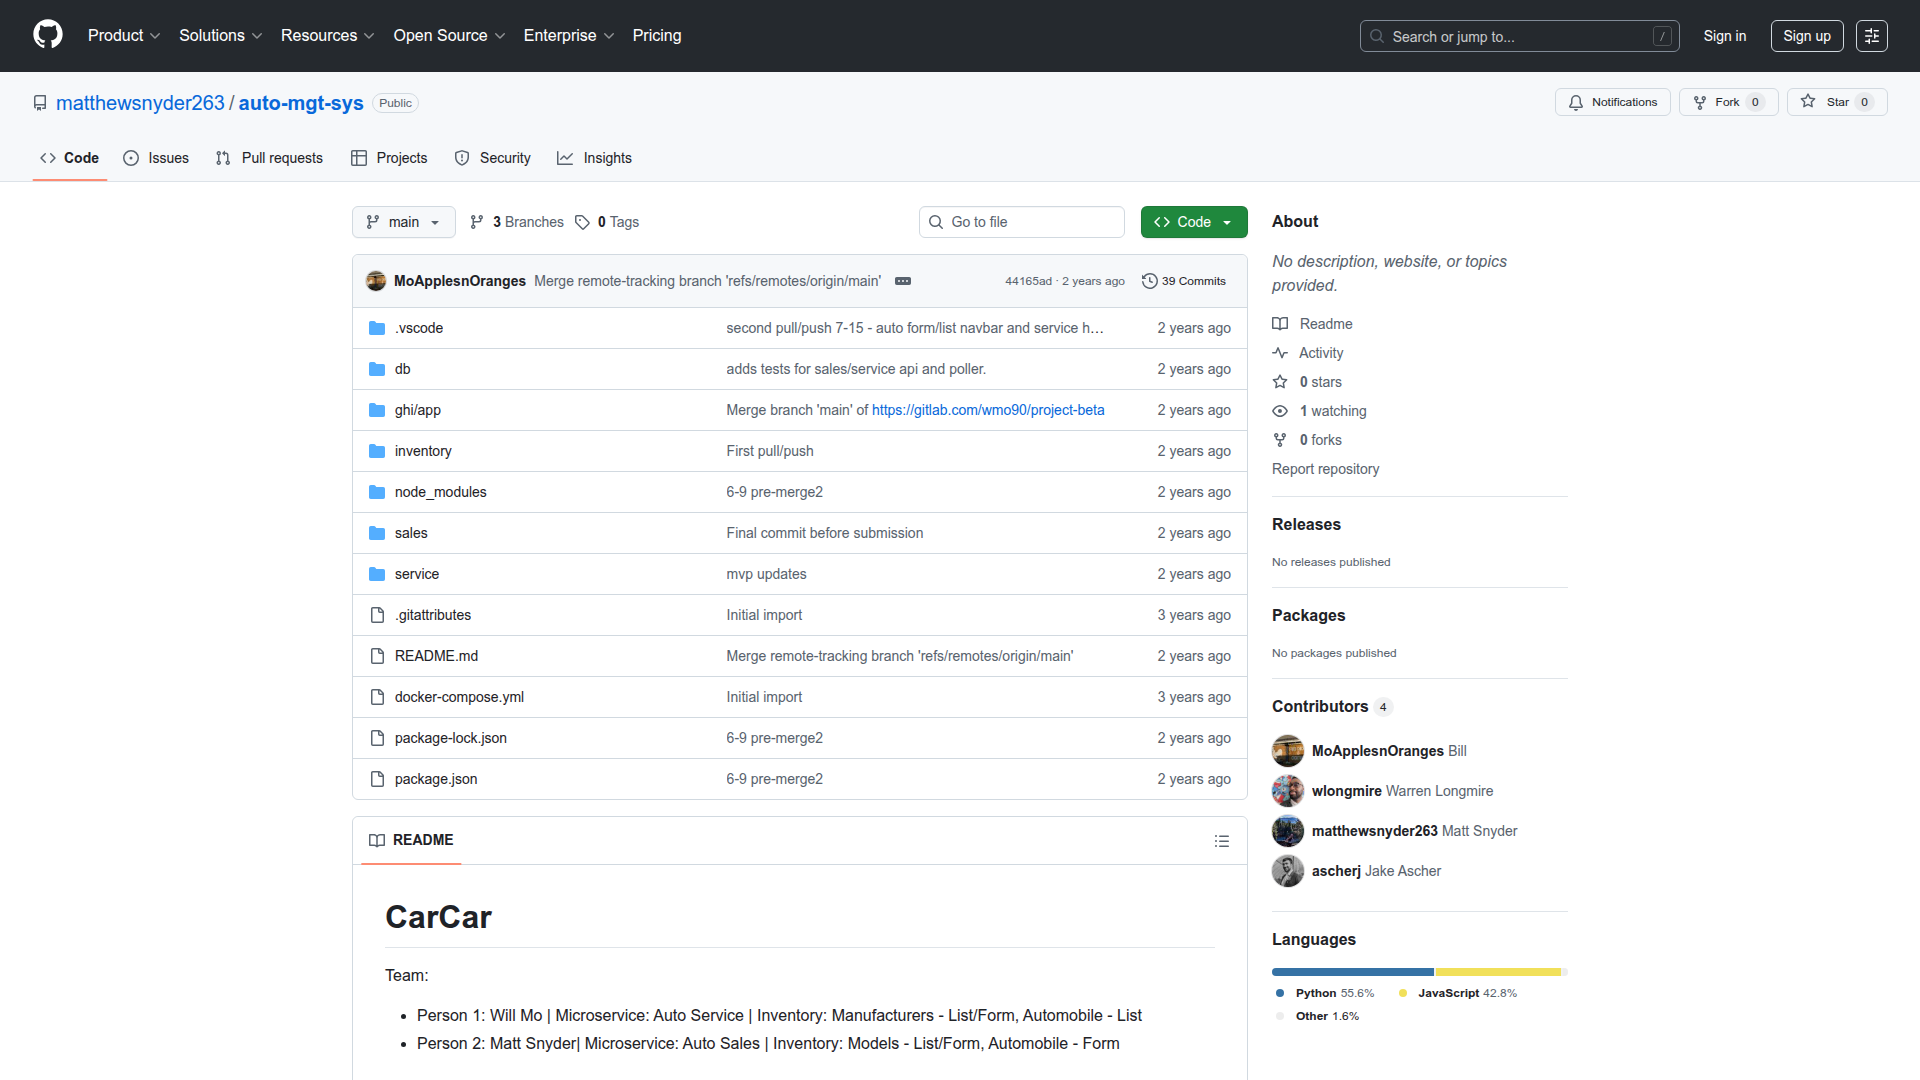 Product Solutions Resources Open Source Enterprise Pricing Search or jump to... / Sign in Sign up
matthewsnyder263 / auto-mgt-sys Public Notifications Fork 0 Star 0
Code Issues Pull requests Projects Security Insights
main 3 Branches 0 Tags Go to file Code
MoApplesnOranges Merge remote-tracking branch 'refs/remotes/origin/main' 44165ad · 2 years ago 39 Commits
.vscode second pull/push 7-15 - auto form/list navbar and service h… 2 years ago
db adds tests for sales/service api and poller. 2 years ago
ghi/app Merge branch 'main' of https://gitlab.com/wmo90/project-beta 2 years ago
inventory First pull/push 2 years ago
node_modules 6-9 pre-merge2 2 years ago
sales Final commit before submission 2 years ago
service mvp updates 2 years ago
.gitattributes Initial import 3 years ago
README.md Merge remote-tracking branch 'refs/remotes/origin/main' 2 years ago
docker-compose.yml Initial import 3 years ago
package-lock.json 6-9 pre-merge2 2 years ago
package.json 6-9 pre-merge2 2 years ago
README
CarCar
Team:
Person 1: Will Mo | Microservice: Auto Service | Inventory: Manufacturers - List/Form, Automobile - List
Person 2: Matt Snyder| Microservice: Auto Sales | Inventory: Models - List/Form, Automobile - Form
About
No description, website, or topics
provided.
Readme
Activity
0 stars
1 watching
0 forks
Report repository
Releases
No releases published
Packages
No packages published
Contributors 4
MoApplesnOranges Bill
wlongmire Warren Longmire
matthewsnyder263 Matt Snyder
ascherj Jake Ascher
Languages
Python 55.6% JavaScript 42.8%
Other 1.6%